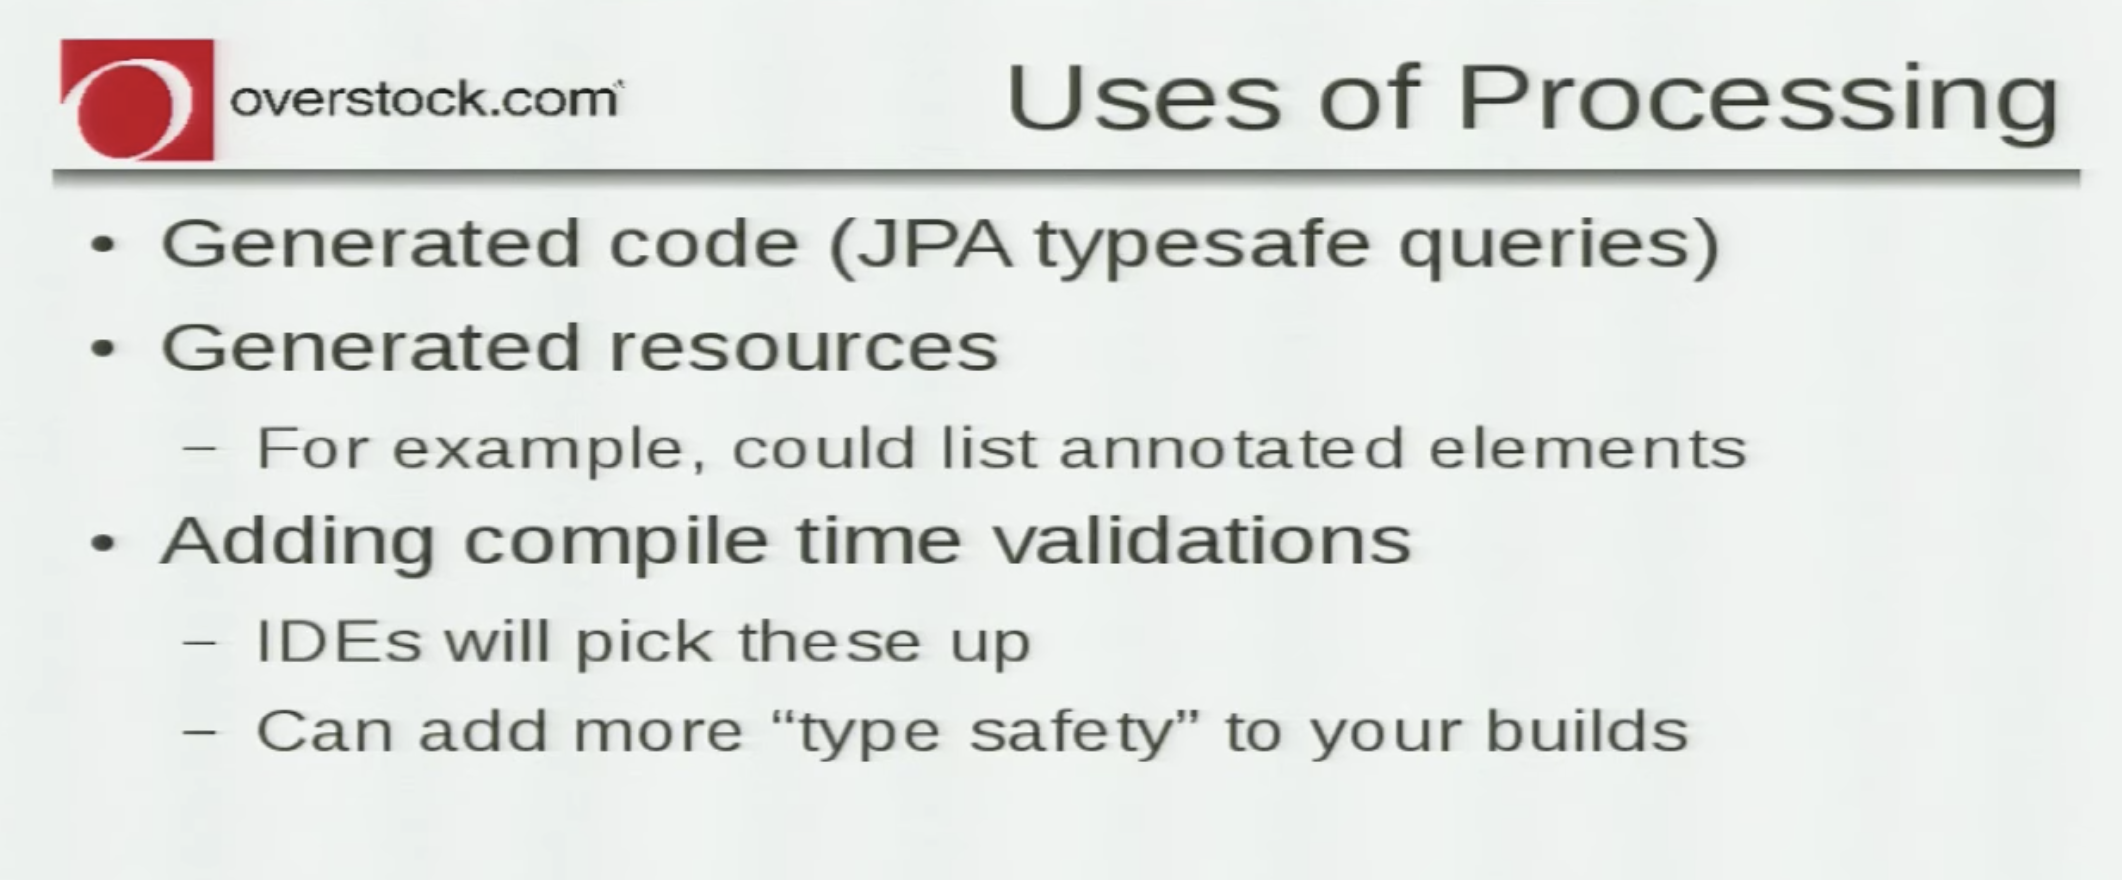 overstock.com
Uses of Processing
• Generated code (JPA typesafe queries)
• Generated resources
– For example, could list annotated elements
• Adding compile time validations
– IDEs will pick these up
– Can add more “type safety” to your builds